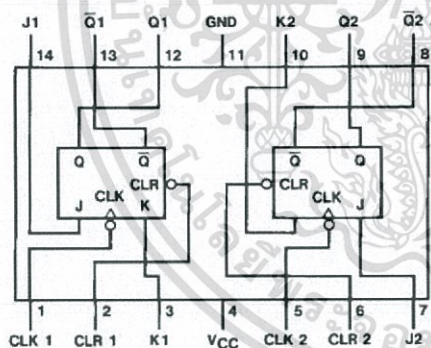 J1 Q̅1 Q1 GND K2 Q2 Q̅2
14 13 12 11 10 9 8
Q Q̅ Q̅ Q
CLR CLR
CLK CLK
J K J
1 2 3 4 5 6 7
CLK 1 CLR 1 K1 VCC CLK 2 CLR 2 J2